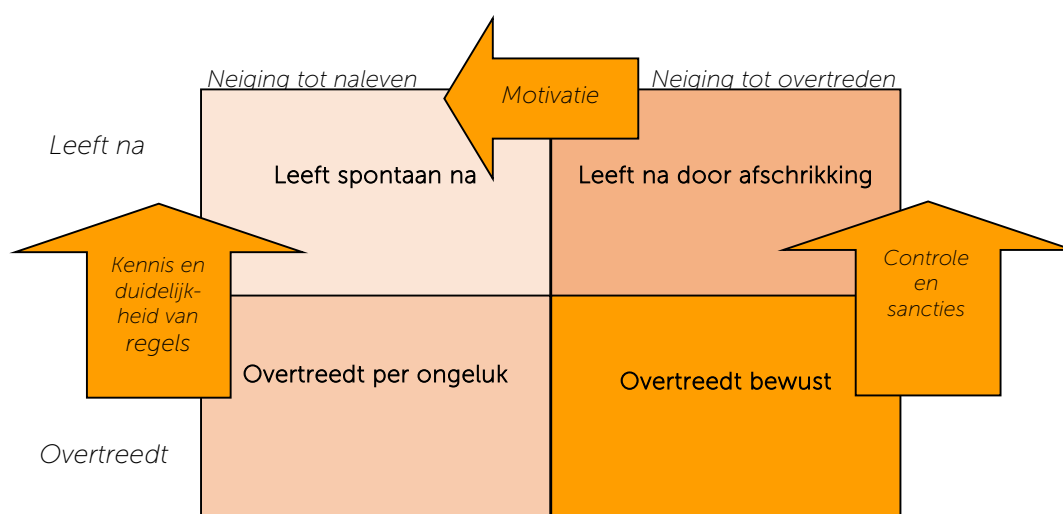 Neiging tot naleven
Motivatie
Neiging tot overtreden
Leeft na
Leeft spontaan na
Leeft na door afschrikking
Kennis en
duidelijk-
heid van
regels
Controle
en
sancties
Overtreedt per ongeluk
Overtreedt bewust
Overtreedt